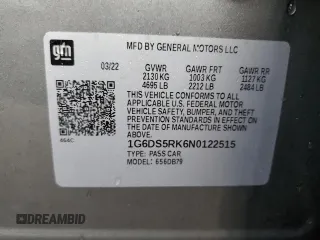 gm
MFD BY GENERAL MOTORS LLC
03/22 GVWR GAWR FRT GAWR RR
2130 KG 1003 KG 1127 KG
4695 LB 2212 LB 2484 LB
THIS VEHICLE CONFORMS TO ALL APPLICABLE
U.S. FEDERAL MOTOR
VEHICLE SAFETY, BUMPER, AND THEFT
PREVENTION STANDARDS IN EFFECT ON THE
DATE OF MANUFACTURE SHOWN ABOVE.
1G6DS5RK6N0122515
TYPE: PASS CAR
MODEL: 6S6DB79
DREAMBID